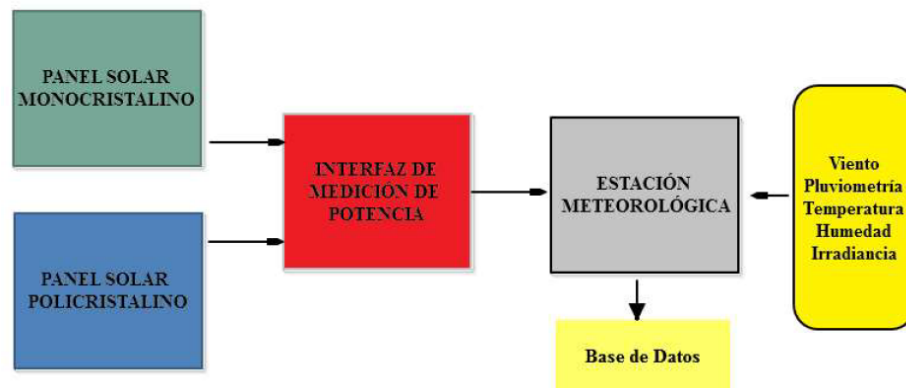 PANEL SOLAR
MONOCRISTALINO
PANEL SOLAR
POLICRISTALINO
INTERFAZ DE
MEDICIÓN DE
POTENCIA
ESTACIÓN
METEOROLÓGICA
Viento
Pluviometría
Temperatura
Humedad
Irradiancia
Base de Datos